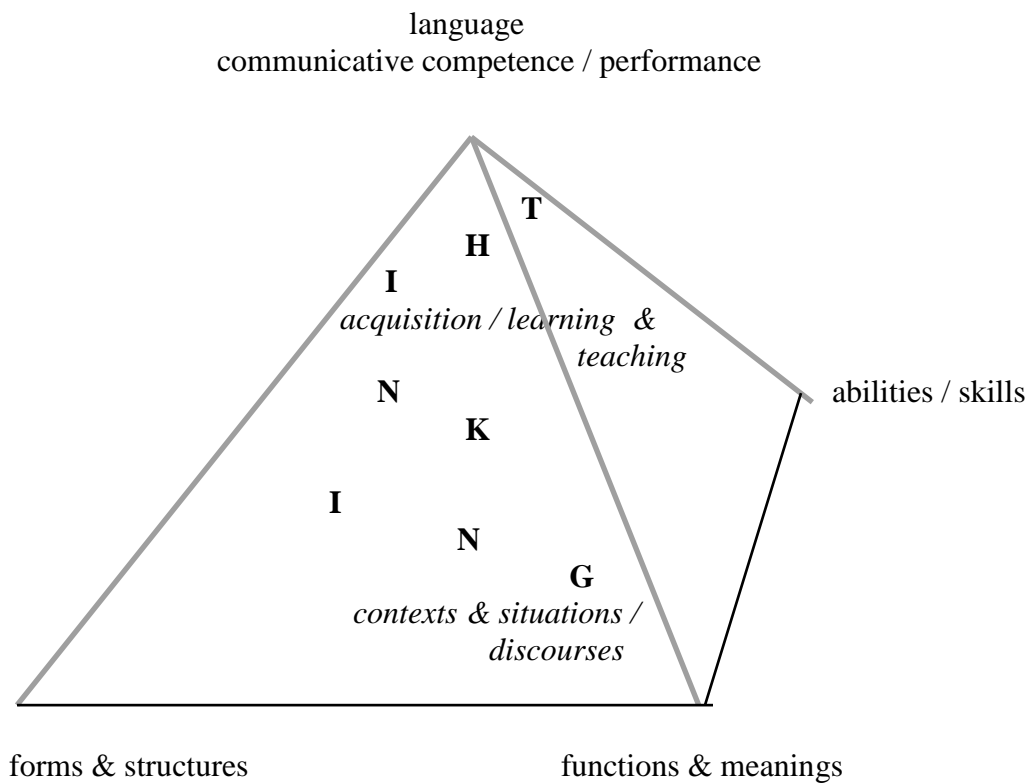 language
communicative competence / performance
T
H
I
acquisition / learning &
teaching
N
abilities / skills
K
I
N
G
contexts & situations /
discourses
forms & structures functions & meanings